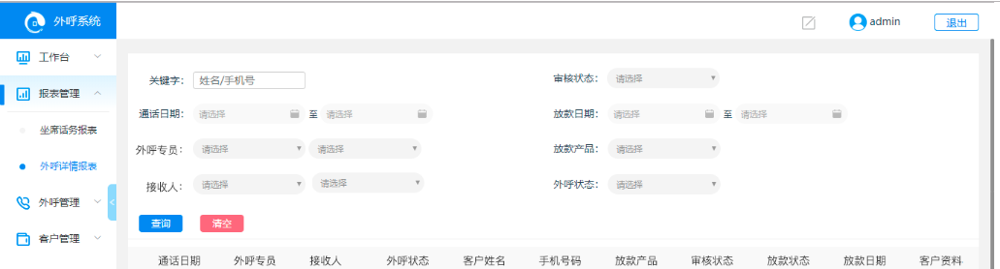 外呼系统
admin
退出
工作台
报表管理
坐席话务报表
外呼详情报表
外呼管理
客户管理
关键字： 姓名/手机号
审核状态： 请选择
通话日期： 请选择 至 请选择
放款日期： 请选择 至 请选择
外呼专员： 请选择 请选择
放款产品： 请选择
接收人： 请选择 请选择
外呼状态： 请选择
查询 清空
通话日期 外呼专员 接收人 外呼状态 客户姓名 手机号码 放款产品 审核状态 放款状态 放款日期 客户资料